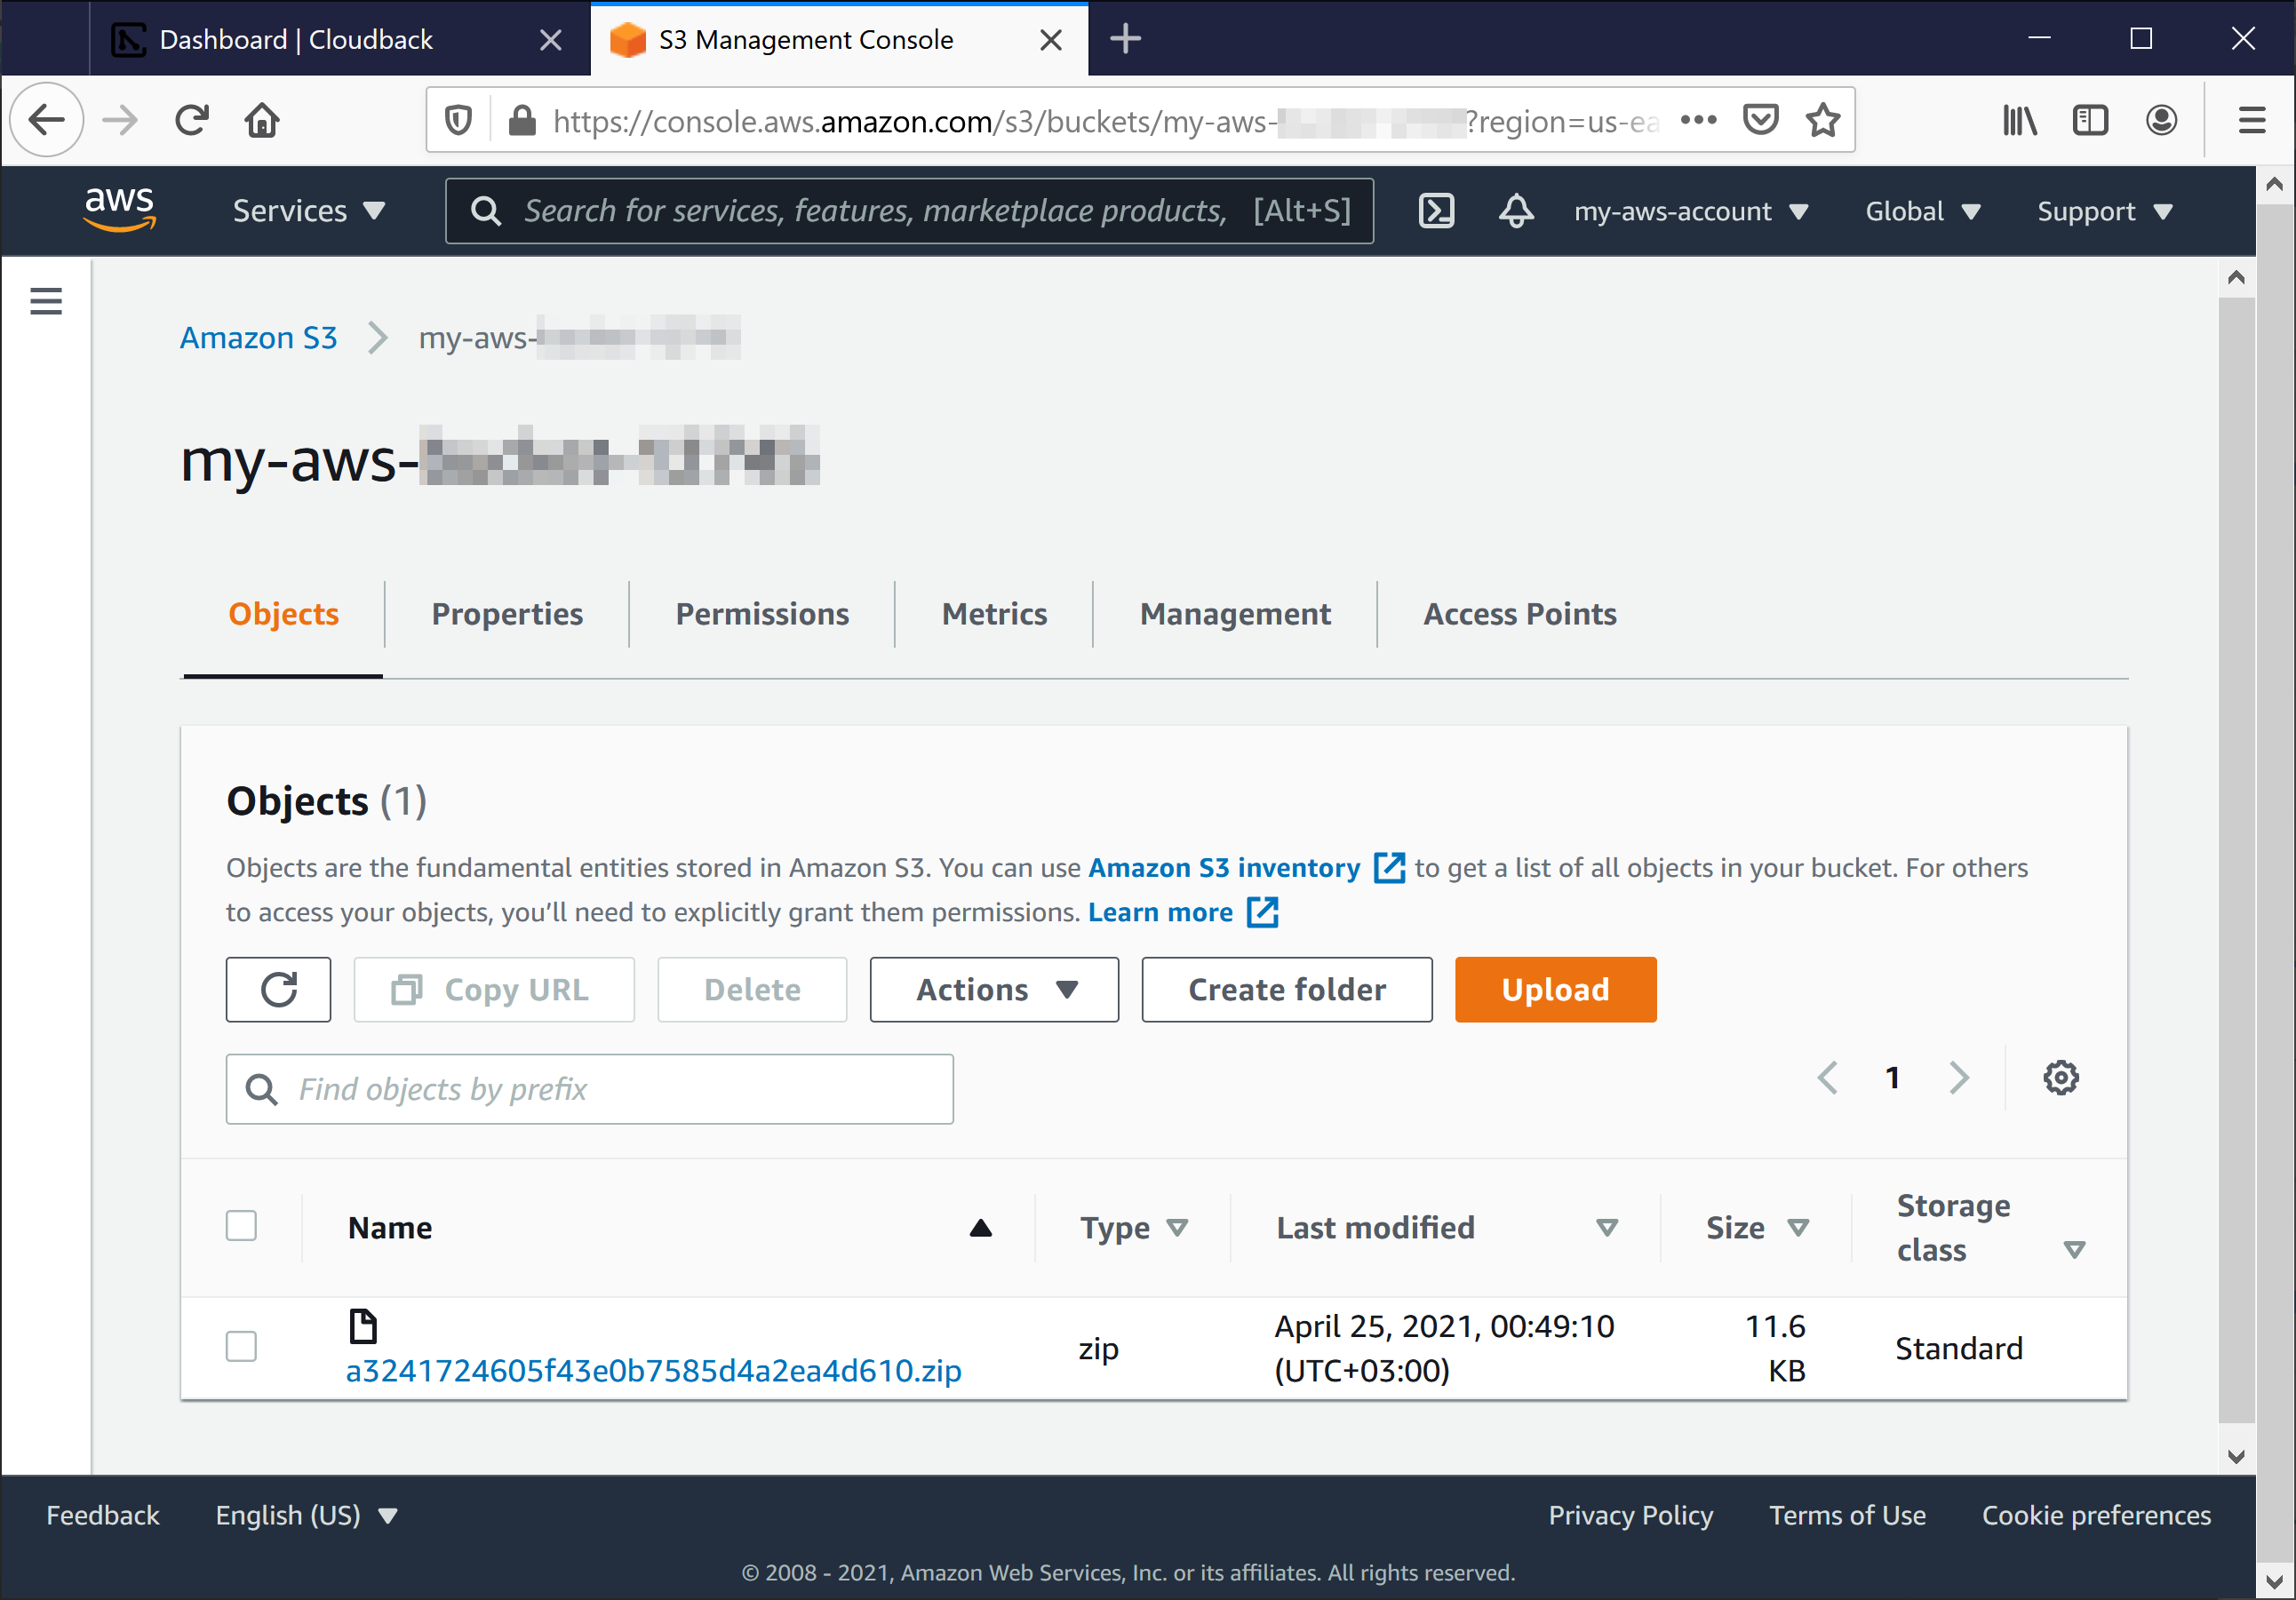 Dashboard | Cloudback
S3 Management Console
https://console.aws.amazon.com/s3/buckets/my-aws- ?region=us-ea
aws
Services
Search for services, features, marketplace products, [Alt+S]
my-aws-account
Global
Support
Amazon S3
my-aws-
my-aws-
Objects
Properties
Permissions
Metrics
Management
Access Points
Objects (1)
Objects are the fundamental entities stored in Amazon S3. You can use Amazon S3 inventory to get a list of all objects in your bucket. For others
to access your objects, you’ll need to explicitly grant them permissions. Learn more
Copy URL
Delete
Actions
Create folder
Upload
Find objects by prefix
1
Name
Type
Last modified
Size
Storage
class
a3241724605f43e0b7585d4a2ea4d610.zip
zip
April 25, 2021, 00:49:10
(UTC+03:00)
11.6
KB
Standard
Feedback
English (US)
Privacy Policy
Terms of Use
Cookie preferences
© 2008 - 2021, Amazon Web Services, Inc. or its affiliates. All rights reserved.